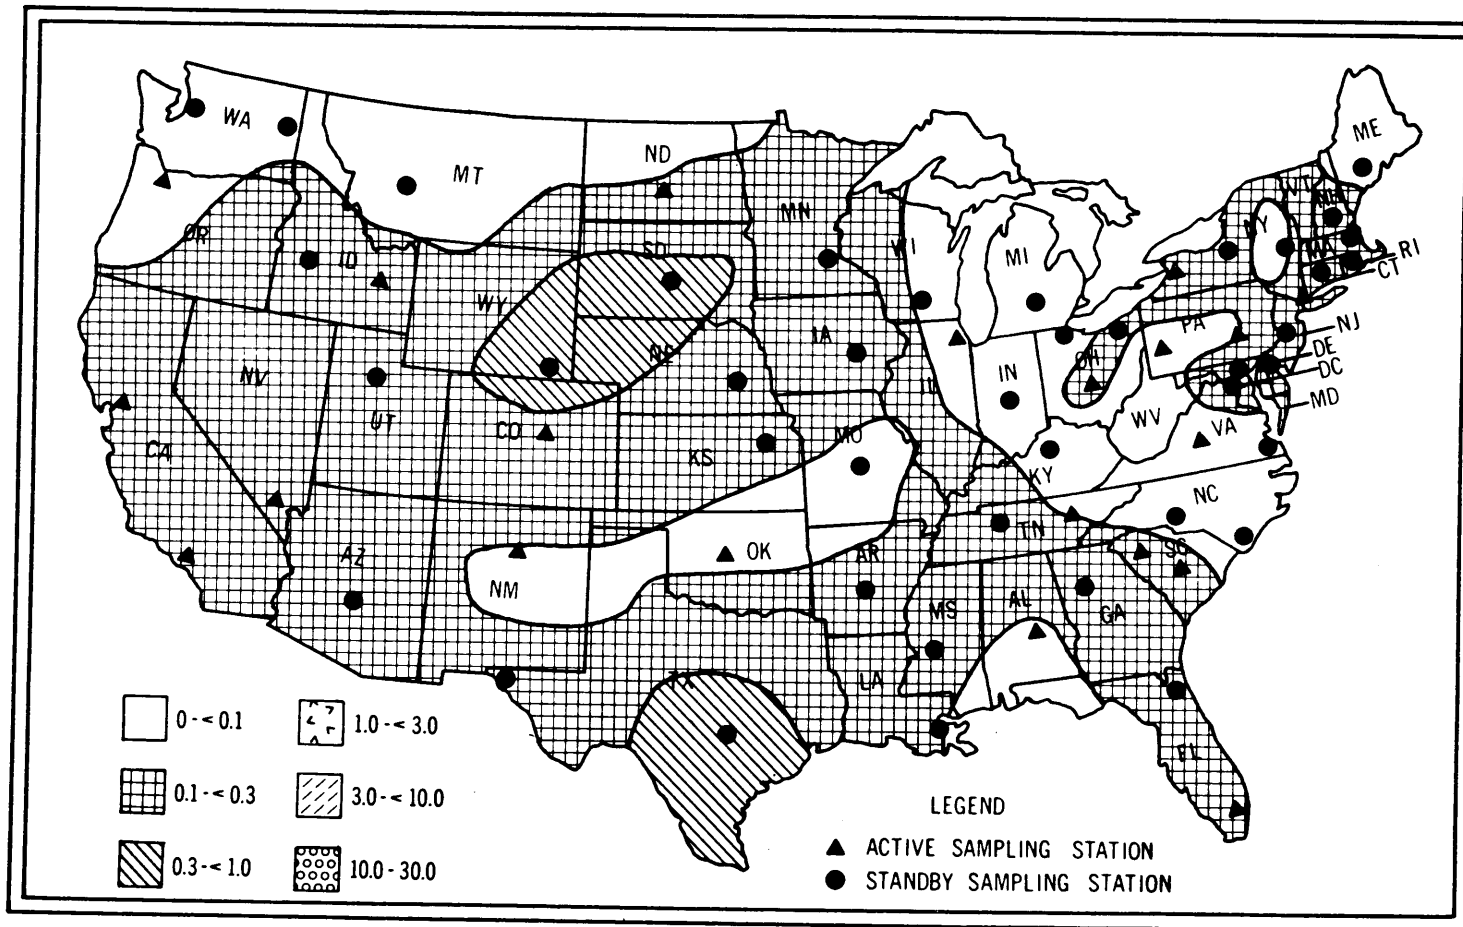 WA
MT
ND
MN
ME
OR
ID
WY
SD
WI
MI
NY
VT
NH
MA
RI
CT
NV
UT
CO
NE
IA
IL
IN
OH
PA
NJ
DE
DC
MD
CA
KS
MO
KY
WV
VA
AZ
NM
OK
AR
TN
NC
SC
TX
LA
MS
AL
GA
FL
0 - < 0.1
1.0 - < 3.0
0.1 - < 0.3
3.0 - < 10.0
0.3 - < 1.0
10.0 - 30.0
LEGEND
ACTIVE SAMPLING STATION
STANDBY SAMPLING STATION